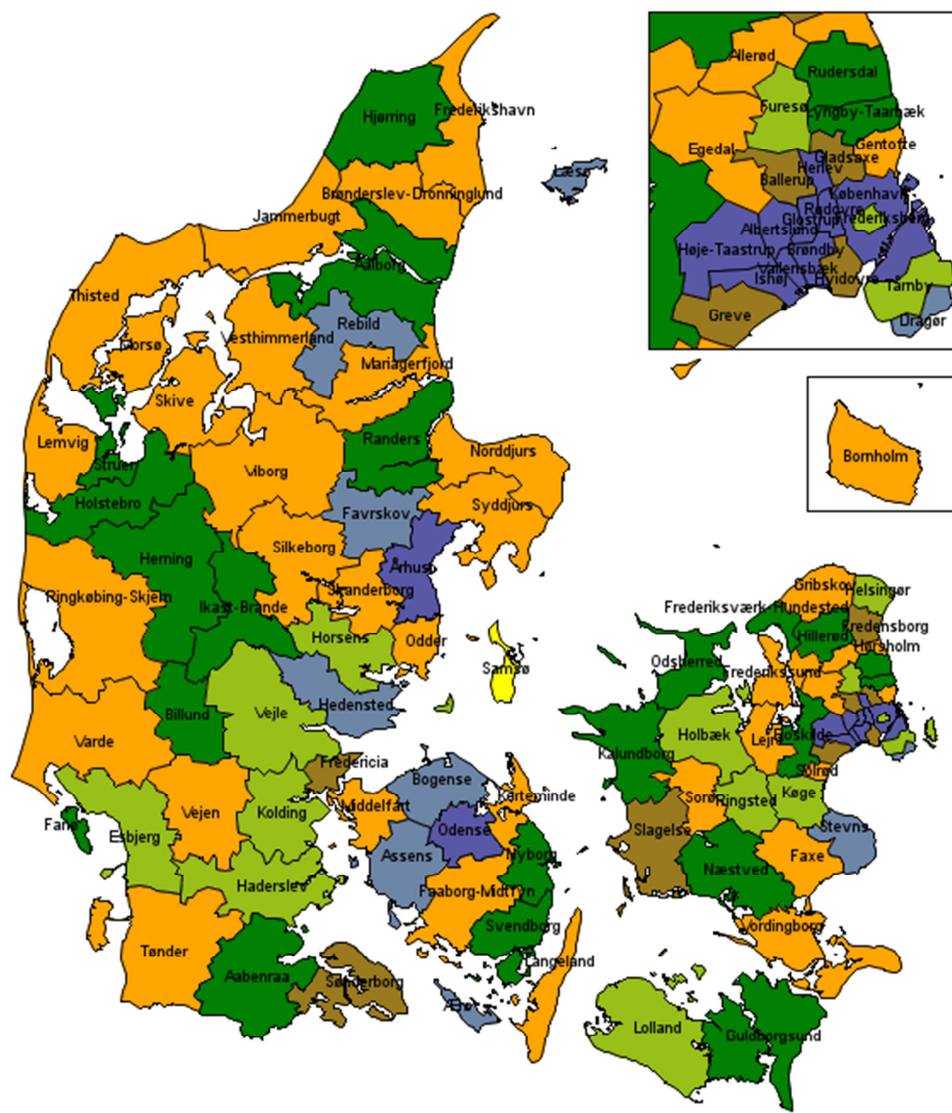 Hjørring
Frederikshavn
Læsø
Brønderslev-Dronninglund
Jammerbugt
Aalborg
Thisted
Vesthimmerland
Rebild
Morsø
Mariagerfjord
Skive
Lemvig
Randers
Struer
Viborg
Norddjurs
Holstebro
Favrskov
Syddjurs
Silkeborg
Herning
Århus
Skanderborg
Ringkøbing-Skjern
Ikast-Brande
Horsens
Odder
Samsø
Hedensted
Billund
Vejle
Varde
Fredericia
Bogense
Middelfart
Kerteminde
Vejen
Kolding
Fanø
Esbjerg
Odense
Assens
Nyborg
Haderslev
Faaborg-Midtfyn
Svendborg
Tønder
Langeland
Aabenraa
Sønderborg
Ærø
Allerød
Rudersdal
Furesø
Lyngby-Taarbæk
Egedal
Gentofte
Gladsaxe
Herlev
Ballerup
København
Rødovre
Glostrup
Frederiksberg
Albertslund
Høje-Taastrup
Brøndby
Vallensbæk
Ishøj
Hvidovre
Tårnby
Greve
Dragør
Bornholm
Gribskov
Helsingør
Frederiksværk-Hundested
Fredensborg
Hillerød
Hørsholm
Odsherred
Frederikssund
Holbæk
Roskilde
Lejre
Kalundborg
Solrød
Sorø
Ringsted
Køge
Slagelse
Stevns
Næstved
Faxe
Vordingborg
Lolland
Guldborgsund